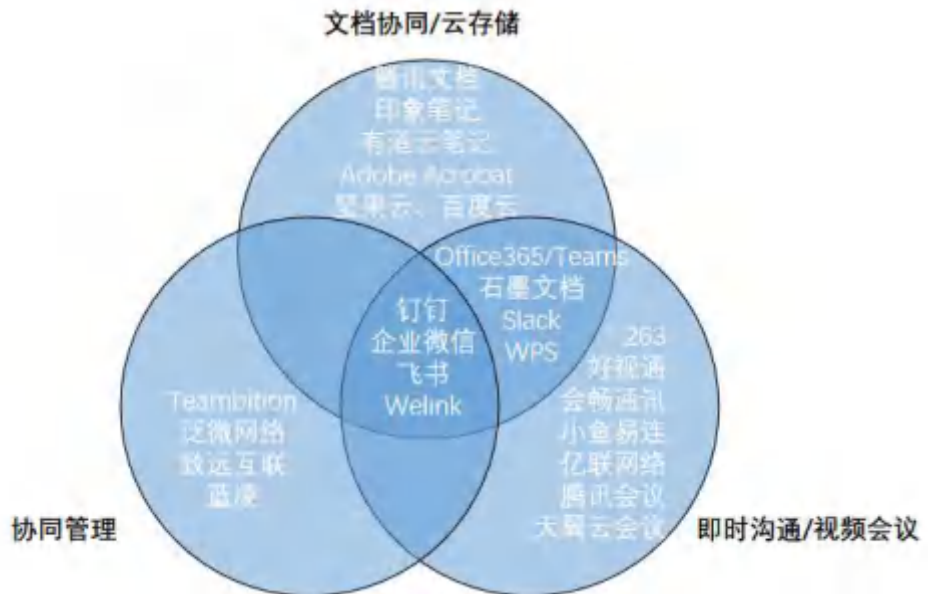 文档协同/云存储
腾讯文档
印象笔记
有道云笔记
Adobe Acrobat
坚果云、百度云
Office365/Teams
石墨文档
Slack
WPS
钉钉
企业微信
飞书
Welink
263
好视通
会畅通讯
小鱼易连
亿联网络
腾讯会议
天翼云会议
Teambition
泛微网络
致远互联
蓝凌
协同管理
即时沟通/视频会议